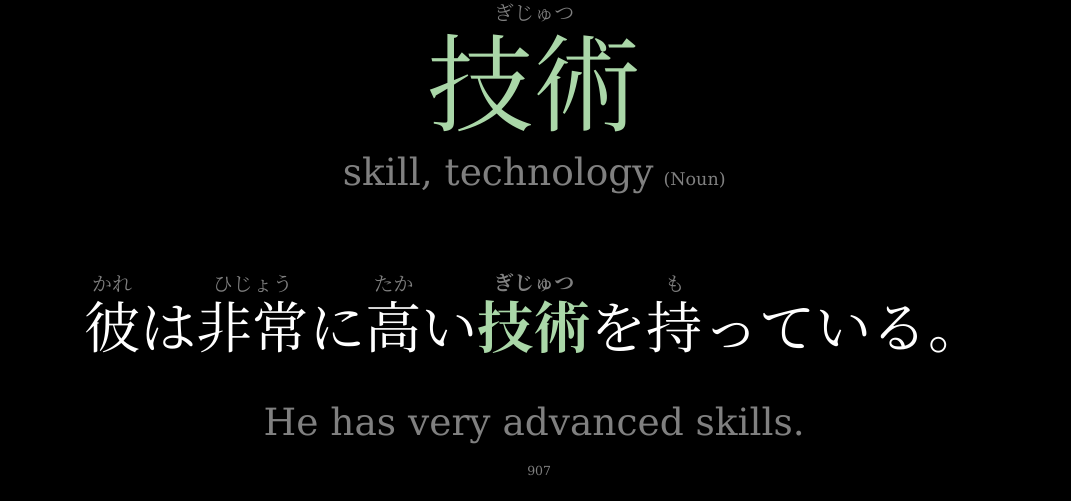 ぎじゅつ
技術
skill, technology (Noun)
かれ ひじょう たか ぎじゅつ も
彼は非常に高い技術を持っている。
He has very advanced skills.
907